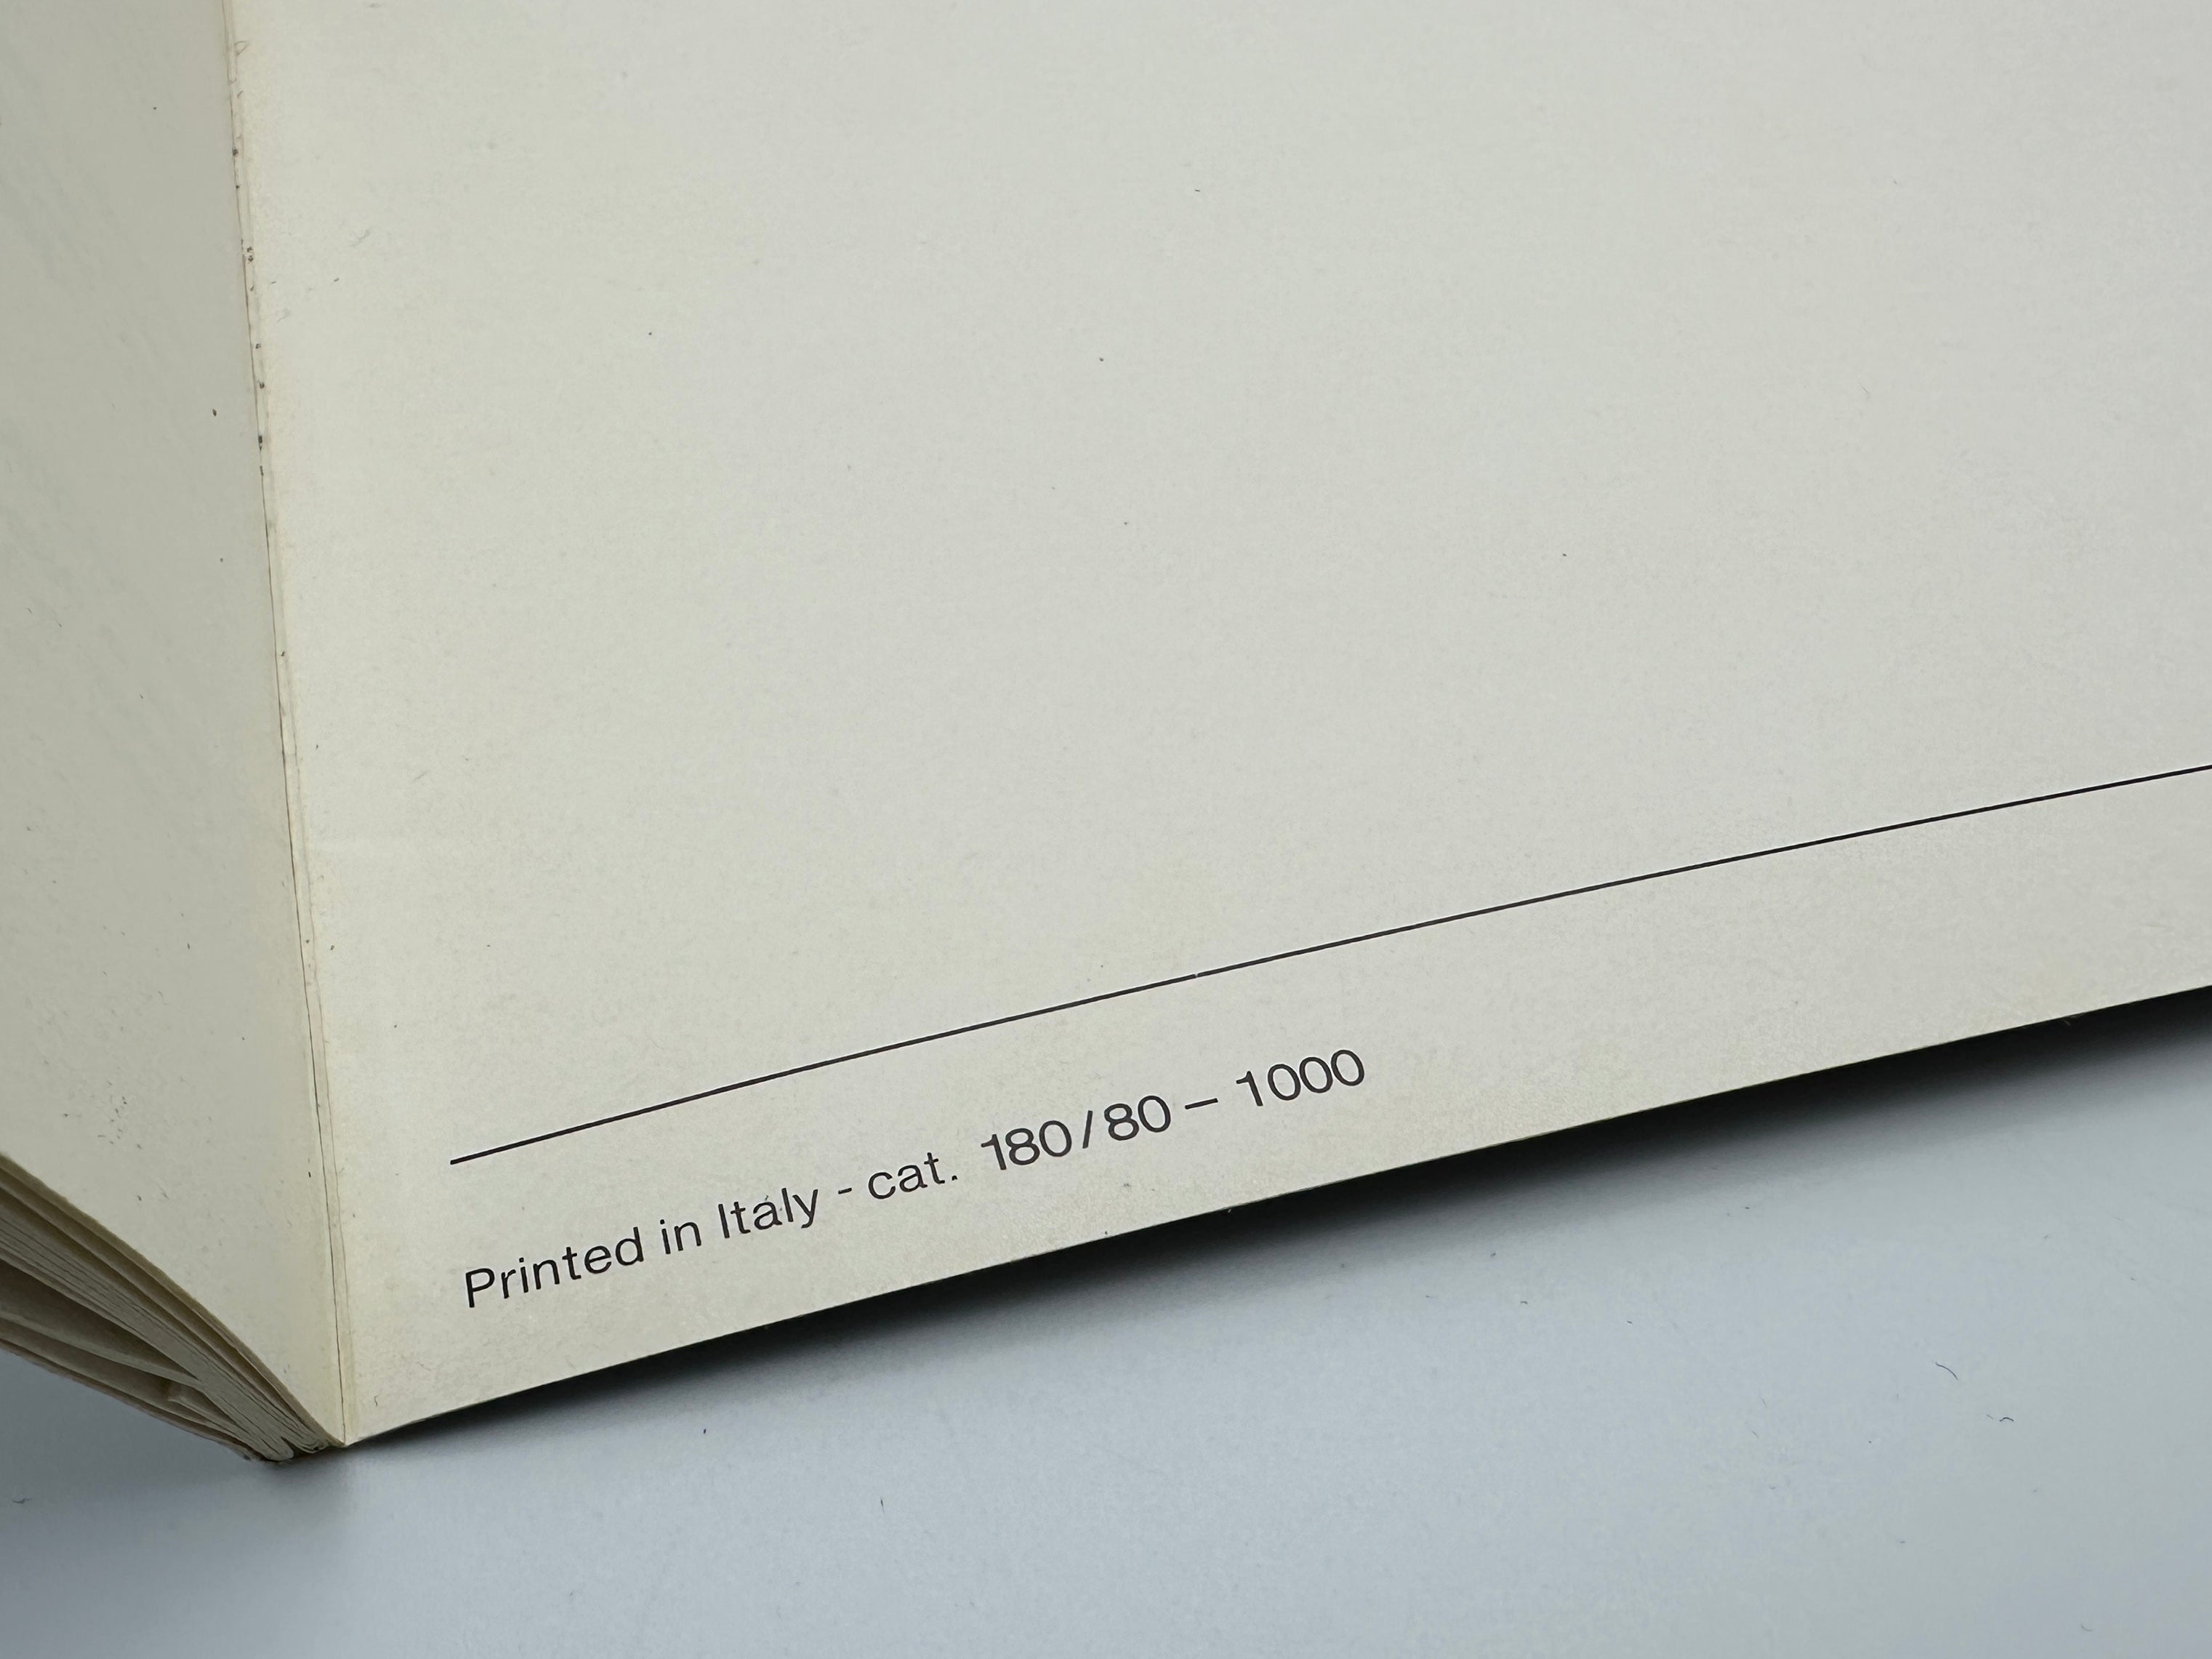 Printed in Italy - cat. 180/80 – 1000